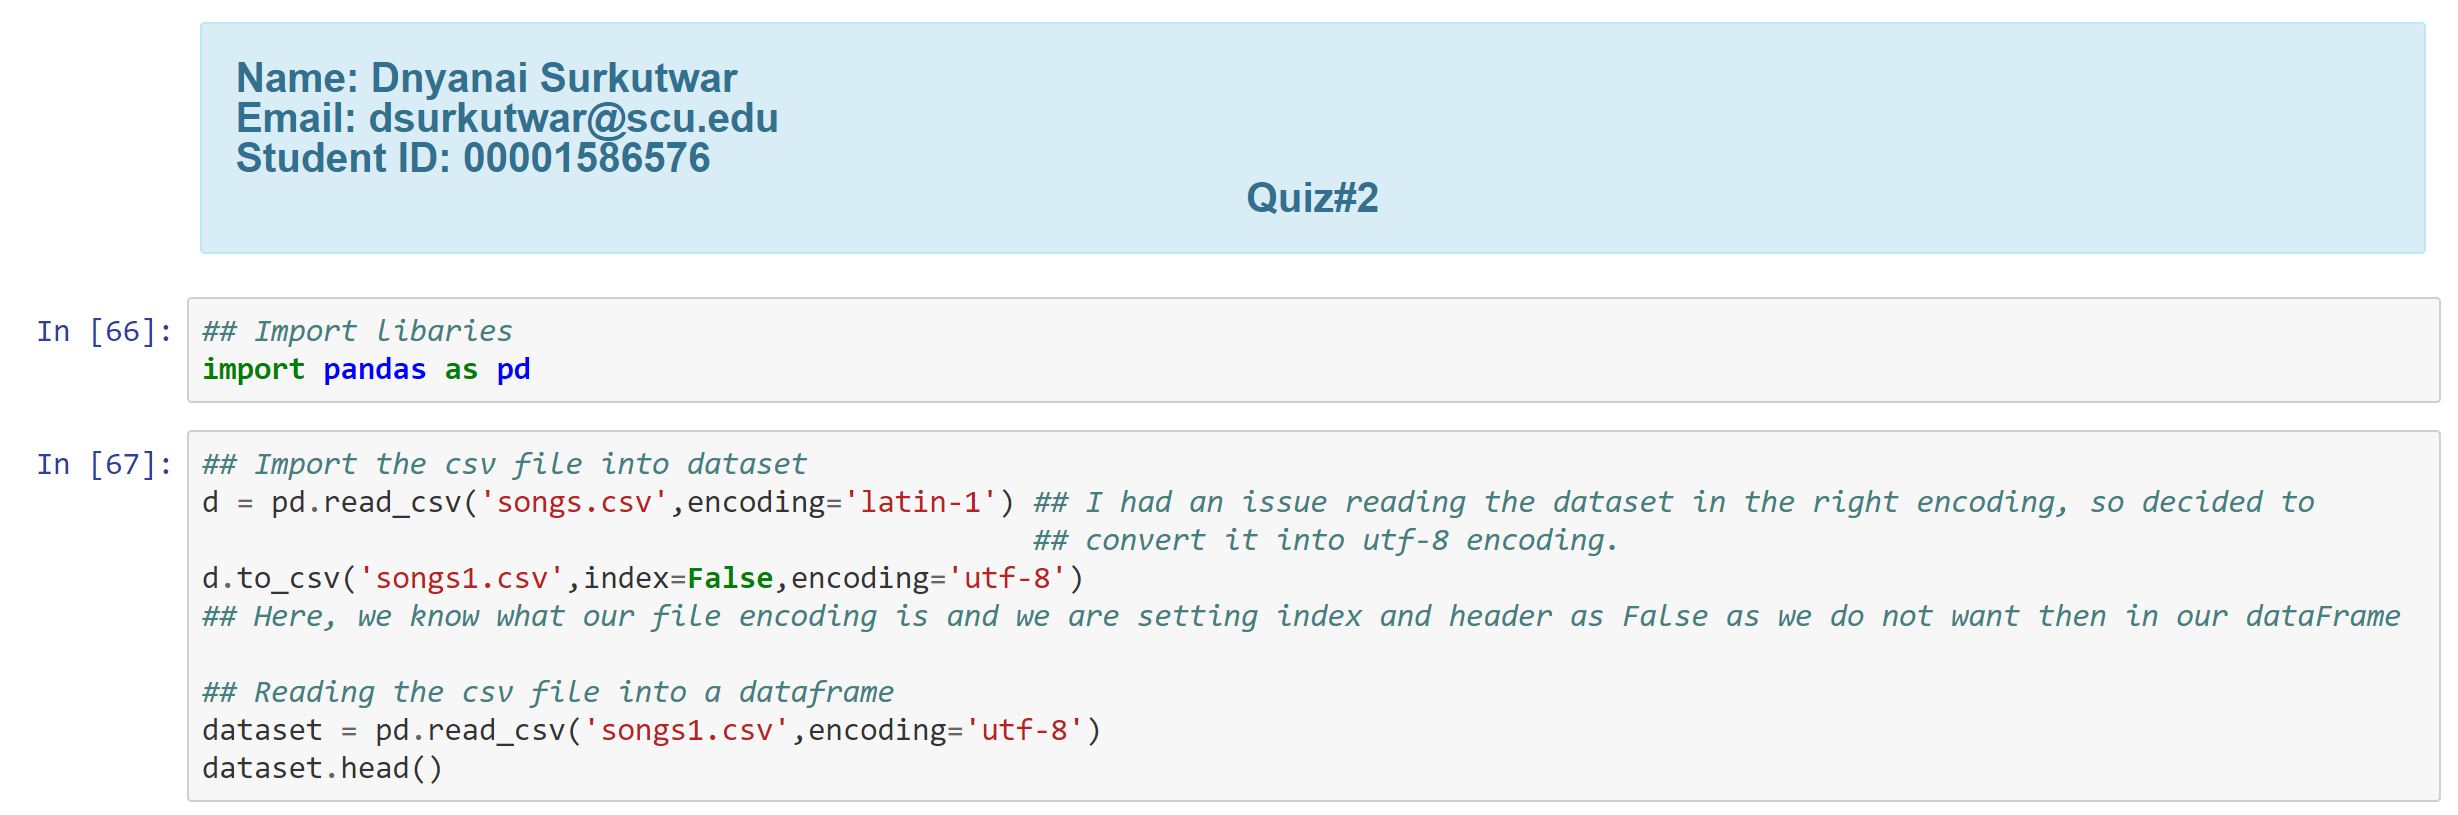 Name: Dnyanai Surkutwar
Email: dsurkutwar@scu.edu
Student ID: 00001586576
Quiz#2
In [66]: ## Import libaries
import pandas as pd
In [67]: ## Import the csv file into dataset
d = pd.read_csv('songs.csv',encoding='latin-1') ## I had an issue reading the dataset in the right encoding, so decided to
## convert it into utf-8 encoding.
d.to_csv('songs1.csv',index=False,encoding='utf-8')
## Here, we know what our file encoding is and we are setting index and header as False as we do not want then in our dataFrame
## Reading the csv file into a dataframe
dataset = pd.read_csv('songs1.csv',encoding='utf-8')
dataset.head()